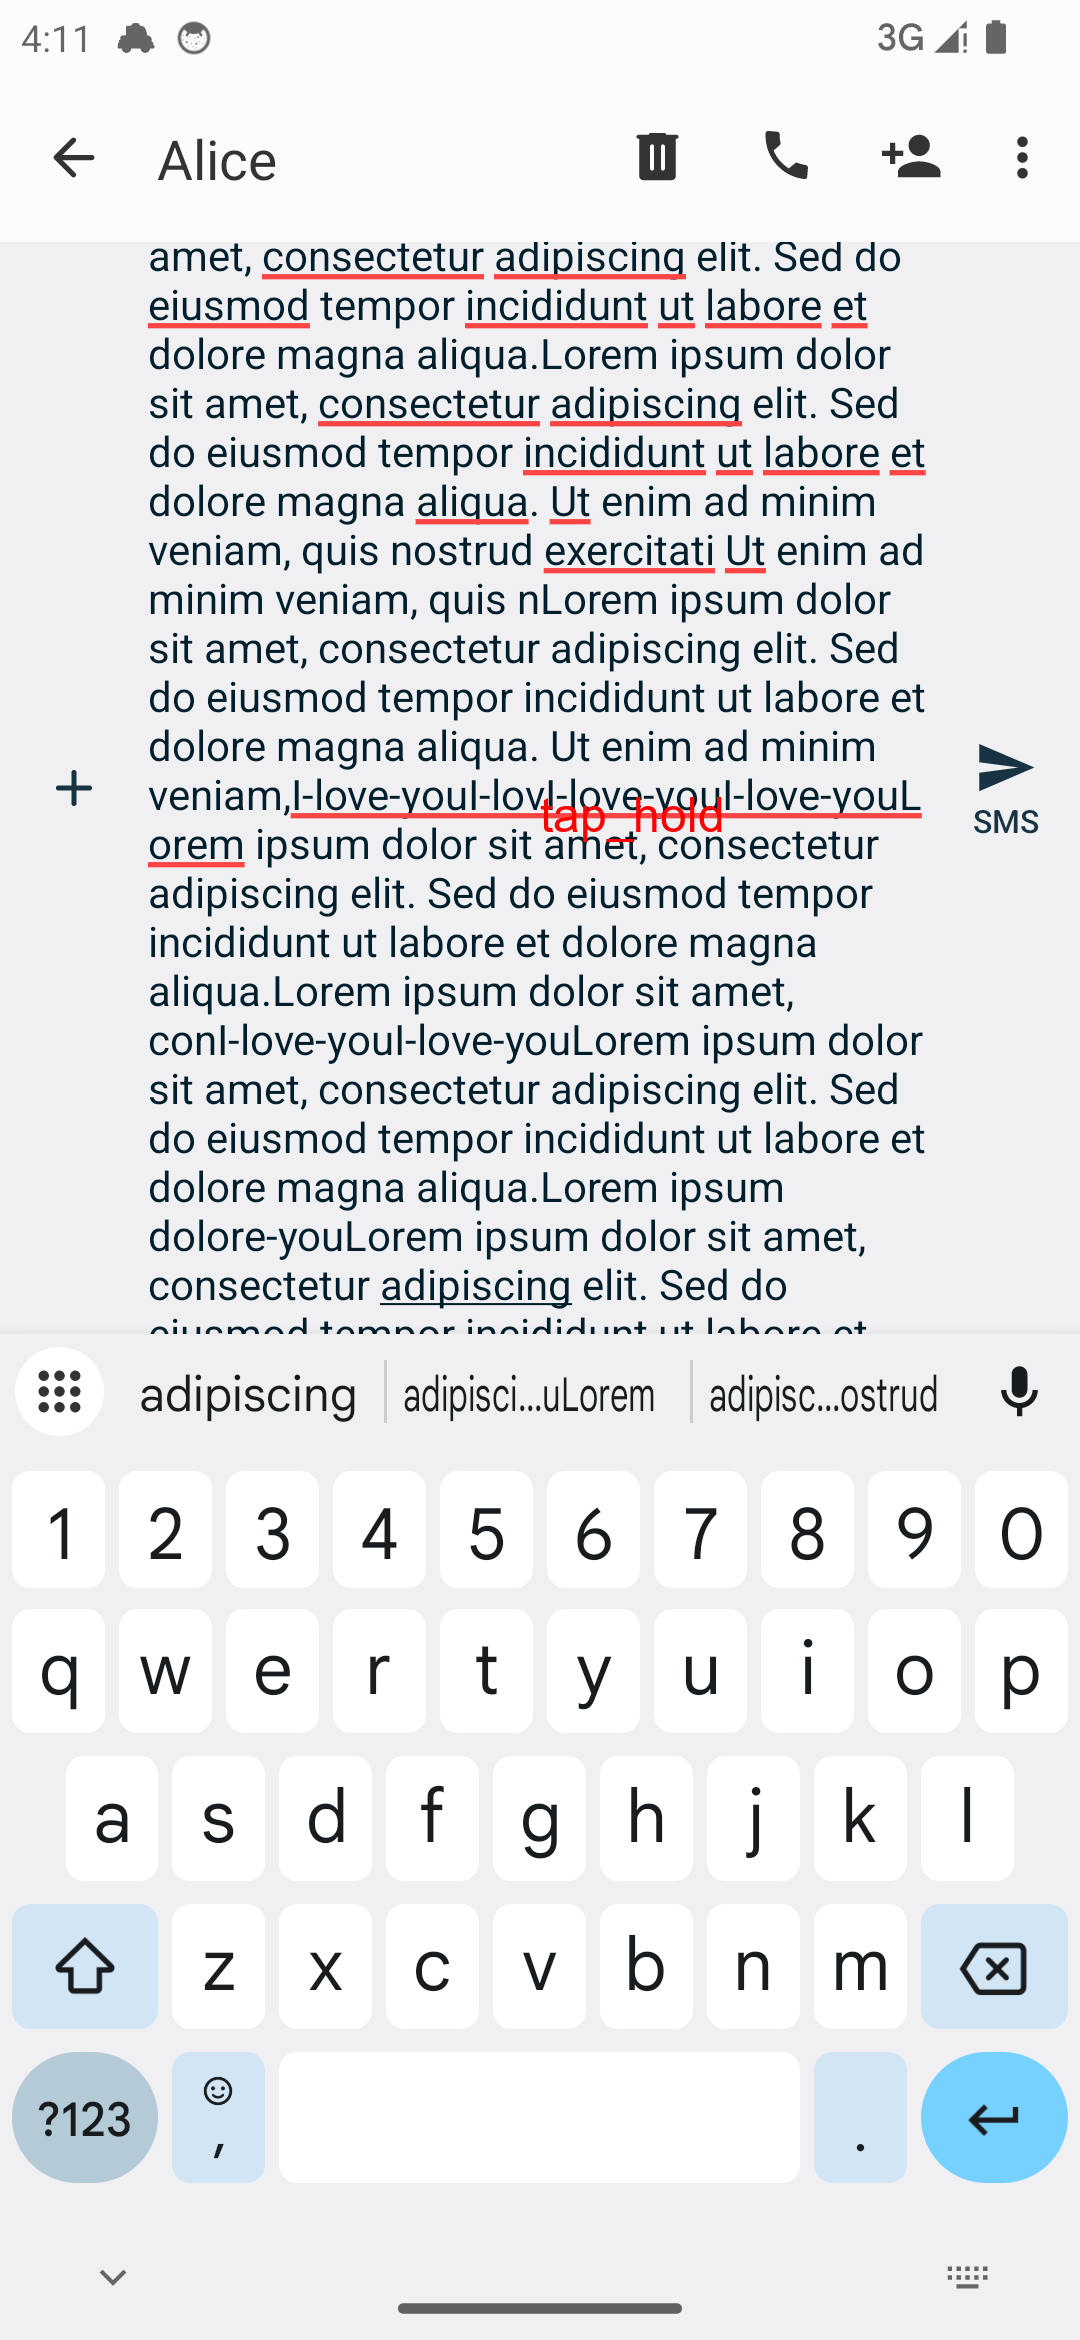 4:11
3G
Alice
amet, consectetur adipiscing elit. Sed do
eiusmod tempor incididunt ut labore et
dolore magna aliqua.Lorem ipsum dolor
sit amet, consectetur adipiscing elit. Sed
do eiusmod tempor incididunt ut labore et
dolore magna aliqua. Ut enim ad minim
veniam, quis nostrud exercitati Ut enim ad
minim veniam, quis nLorem ipsum dolor
sit amet, consectetur adipiscing elit. Sed
do eiusmod tempor incididunt ut labore et
dolore magna aliqua. Ut enim ad minim
veniam,I-love-youI-lovI-love-youI-love-youL
tap_hold
SMS
orem ipsum dolor sit amet, consectetur
adipiscing elit. Sed do eiusmod tempor
incididunt ut labore et dolore magna
aliqua.Lorem ipsum dolor sit amet,
conI-love-youI-love-youLorem ipsum dolor
sit amet, consectetur adipiscing elit. Sed
do eiusmod tempor incididunt ut labore et
dolore magna aliqua.Lorem ipsum
dolore-youLorem ipsum dolor sit amet,
consectetur adipiscing elit. Sed do
eiusmod tempor incididunt ut labore et
adipiscing adipisci...uLorem adipisc...ostrud
1 2 3 4 5 6 7 8 9 0
q w e r t y u i o p
a s d f g h j k l
z x c v b n m
?123 , .